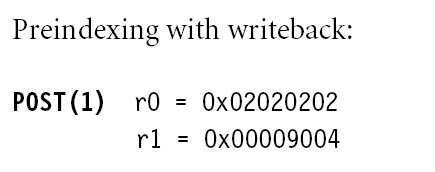 Preindexing with writeback:
POST(1) r0 = 0x02020202
r1 = 0x00009004